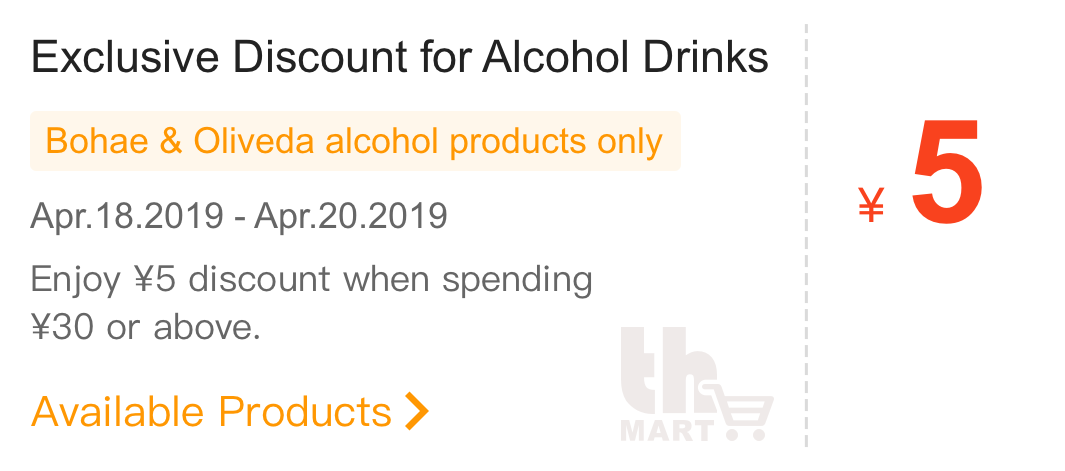 Exclusive Discount for Alcohol Drinks
Bohae & Oliveda alcohol products only
Apr.18.2019 - Apr.20.2019
Enjoy ¥5 discount when spending
¥30 or above.
Available Products
¥ 5
th
MART